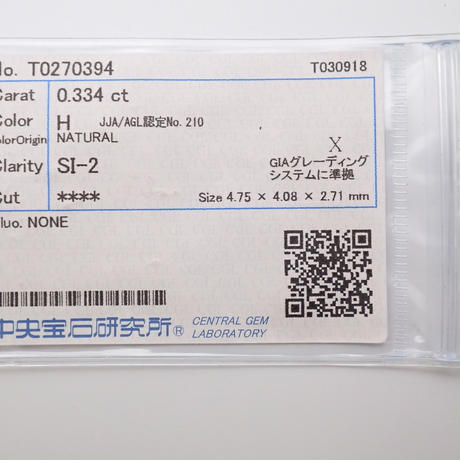 No. T0270394 T030918
Carat 0.334 ct
Color H JJA/AGL認定No.210
ColorOrigin NATURAL
Clarity SI-2 X
GIAグレーディング
システムに準拠
Cut **** Size 4.75 × 4.08 × 2.71 mm
Fluo. NONE
中央宝石研究所® CENTRAL GEM
LABORATORY